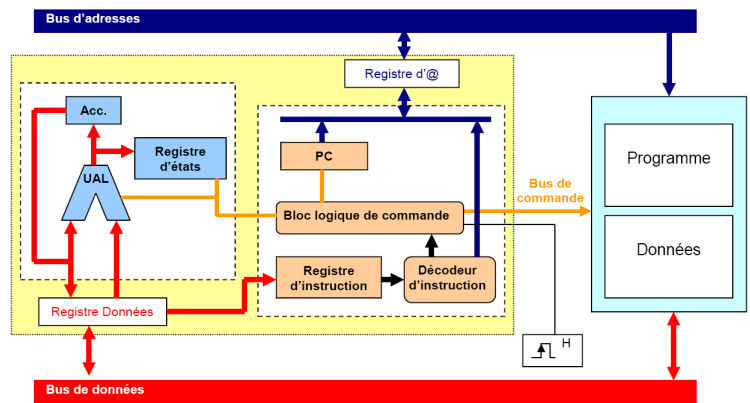 Bus d'adresses
Registre d'@
Acc.
Registre
d'états
PC
Programme
UAL
Bus de
commande
Bloc logique de commande
Données
Registre
d'instruction
Décodeur
d'instruction
Registre Données
H
Bus de données